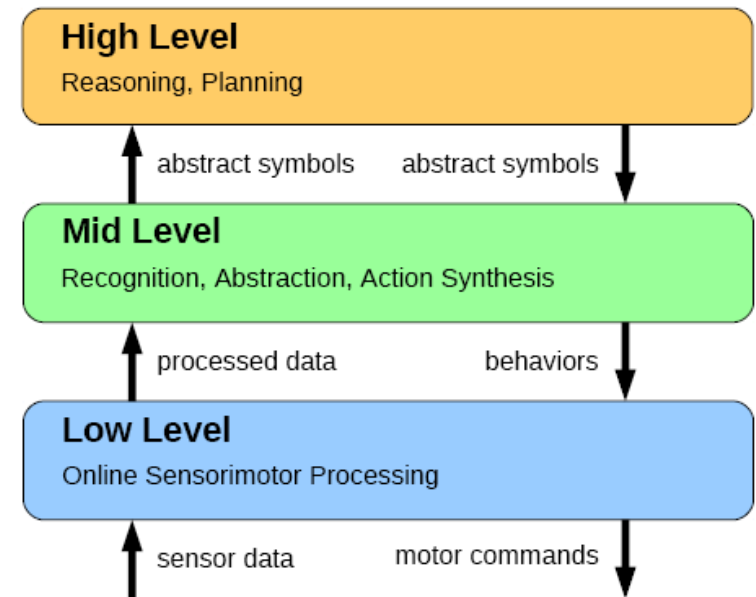 High Level
Reasoning, Planning
abstract symbols abstract symbols
Mid Level
Recognition, Abstraction, Action Synthesis
processed data behaviors
Low Level
Online Sensorimotor Processing
sensor data motor commands